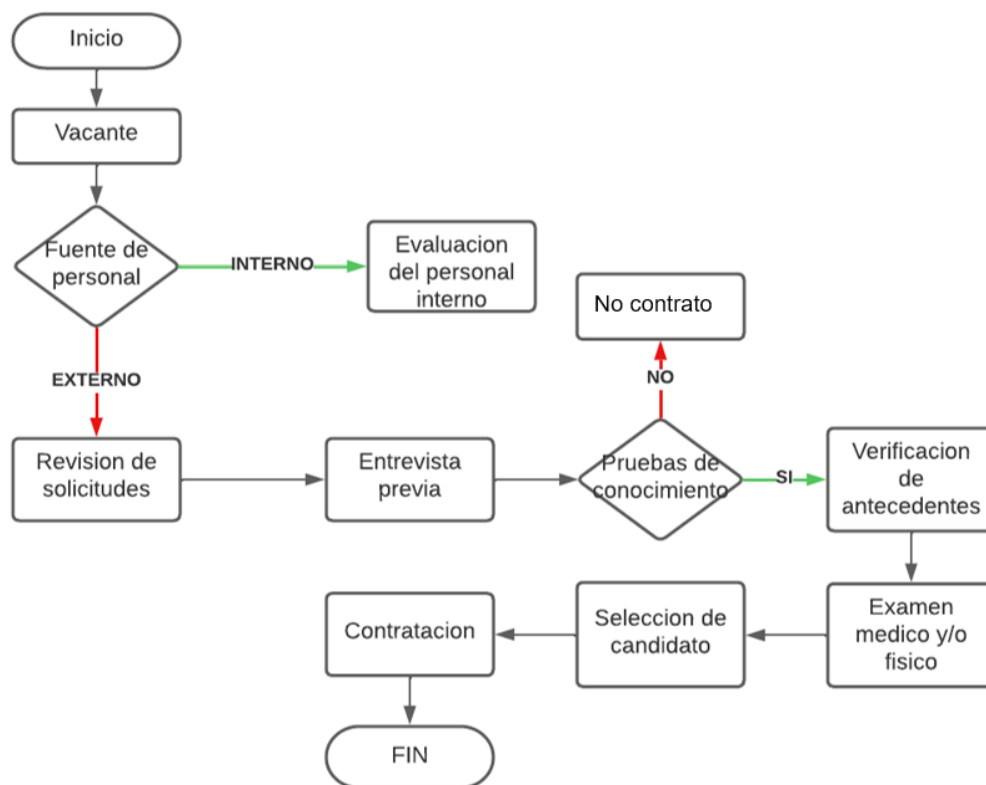 Inicio
Vacante
Fuente de
personal
INTERNO
Evaluacion
del personal
interno
No contrato
NO
EXTERNO
Revision de
solicitudes
Entrevista
previa
Pruebas de
conocimiento
SI
Verificacion
de
antecedentes
Contratacion
Seleccion de
candidato
Examen
medico y/o
fisico
FIN